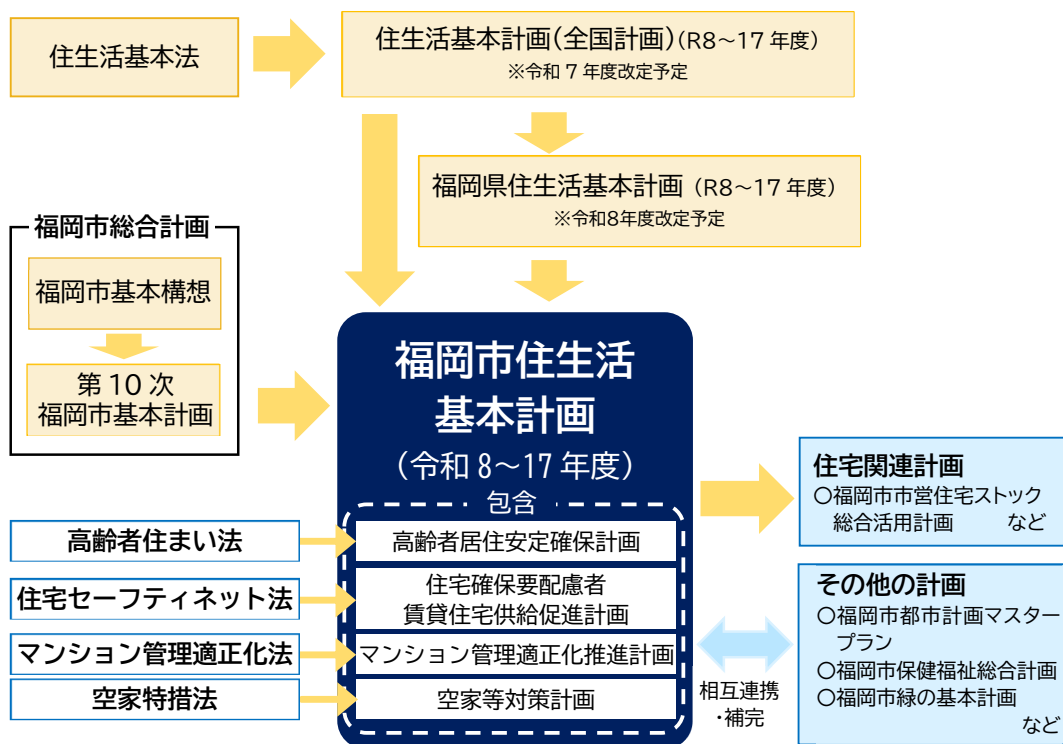 住生活基本法
住生活基本計画(全国計画)(R8～17年度)
※令和7年度改定予定
福岡県住生活基本計画 (R8～17年度)
※令和8年度改定予定
福岡市総合計画
福岡市基本構想
第10次
福岡市基本計画
福岡市住生活
基本計画
(令和8～17年度)
包含
高齢者住まい法
高齢者居住安定確保計画
住宅セーフティネット法
住宅確保要配慮者
賃貸住宅供給促進計画
マンション管理適正化法
マンション管理適正化推進計画
空家特措法
空家等対策計画
住宅関連計画
○福岡市市営住宅ストック
総合活用計画 など
相互連携
・補完
その他の計画
○福岡市都市計画マスター
プラン
○福岡市保健福祉総合計画
○福岡市緑の基本計画
など